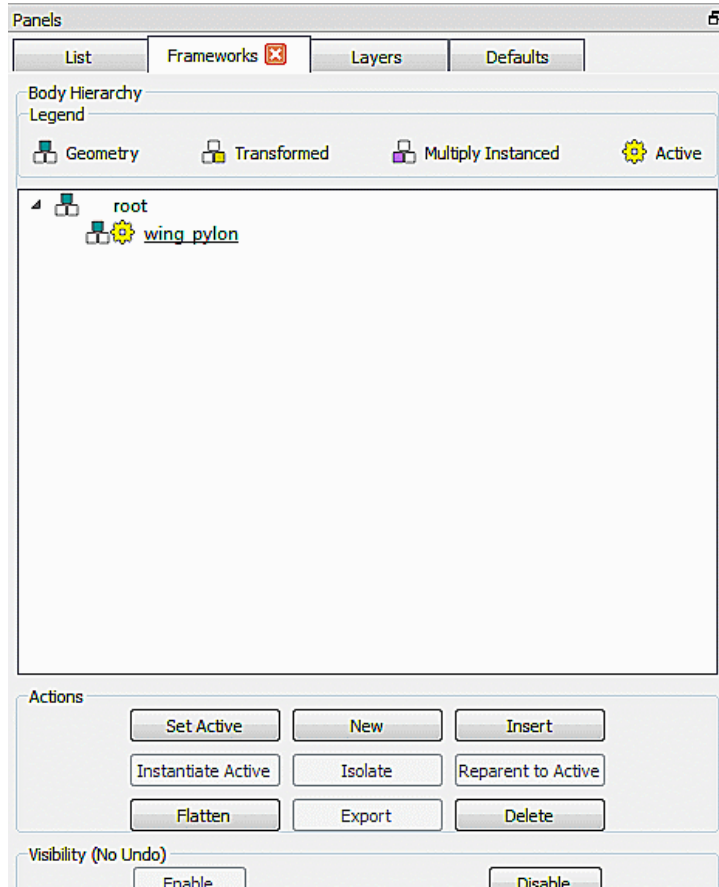 Panels
List Frameworks Layers Defaults
Body Hierarchy
Legend
Geometry Transformed Multiply Instanced Active
root
wing_pylon
Actions
Set Active New Insert
Instantiate Active Isolate Reparent to Active
Flatten Export Delete
Visibility (No Undo)
Enable Disable